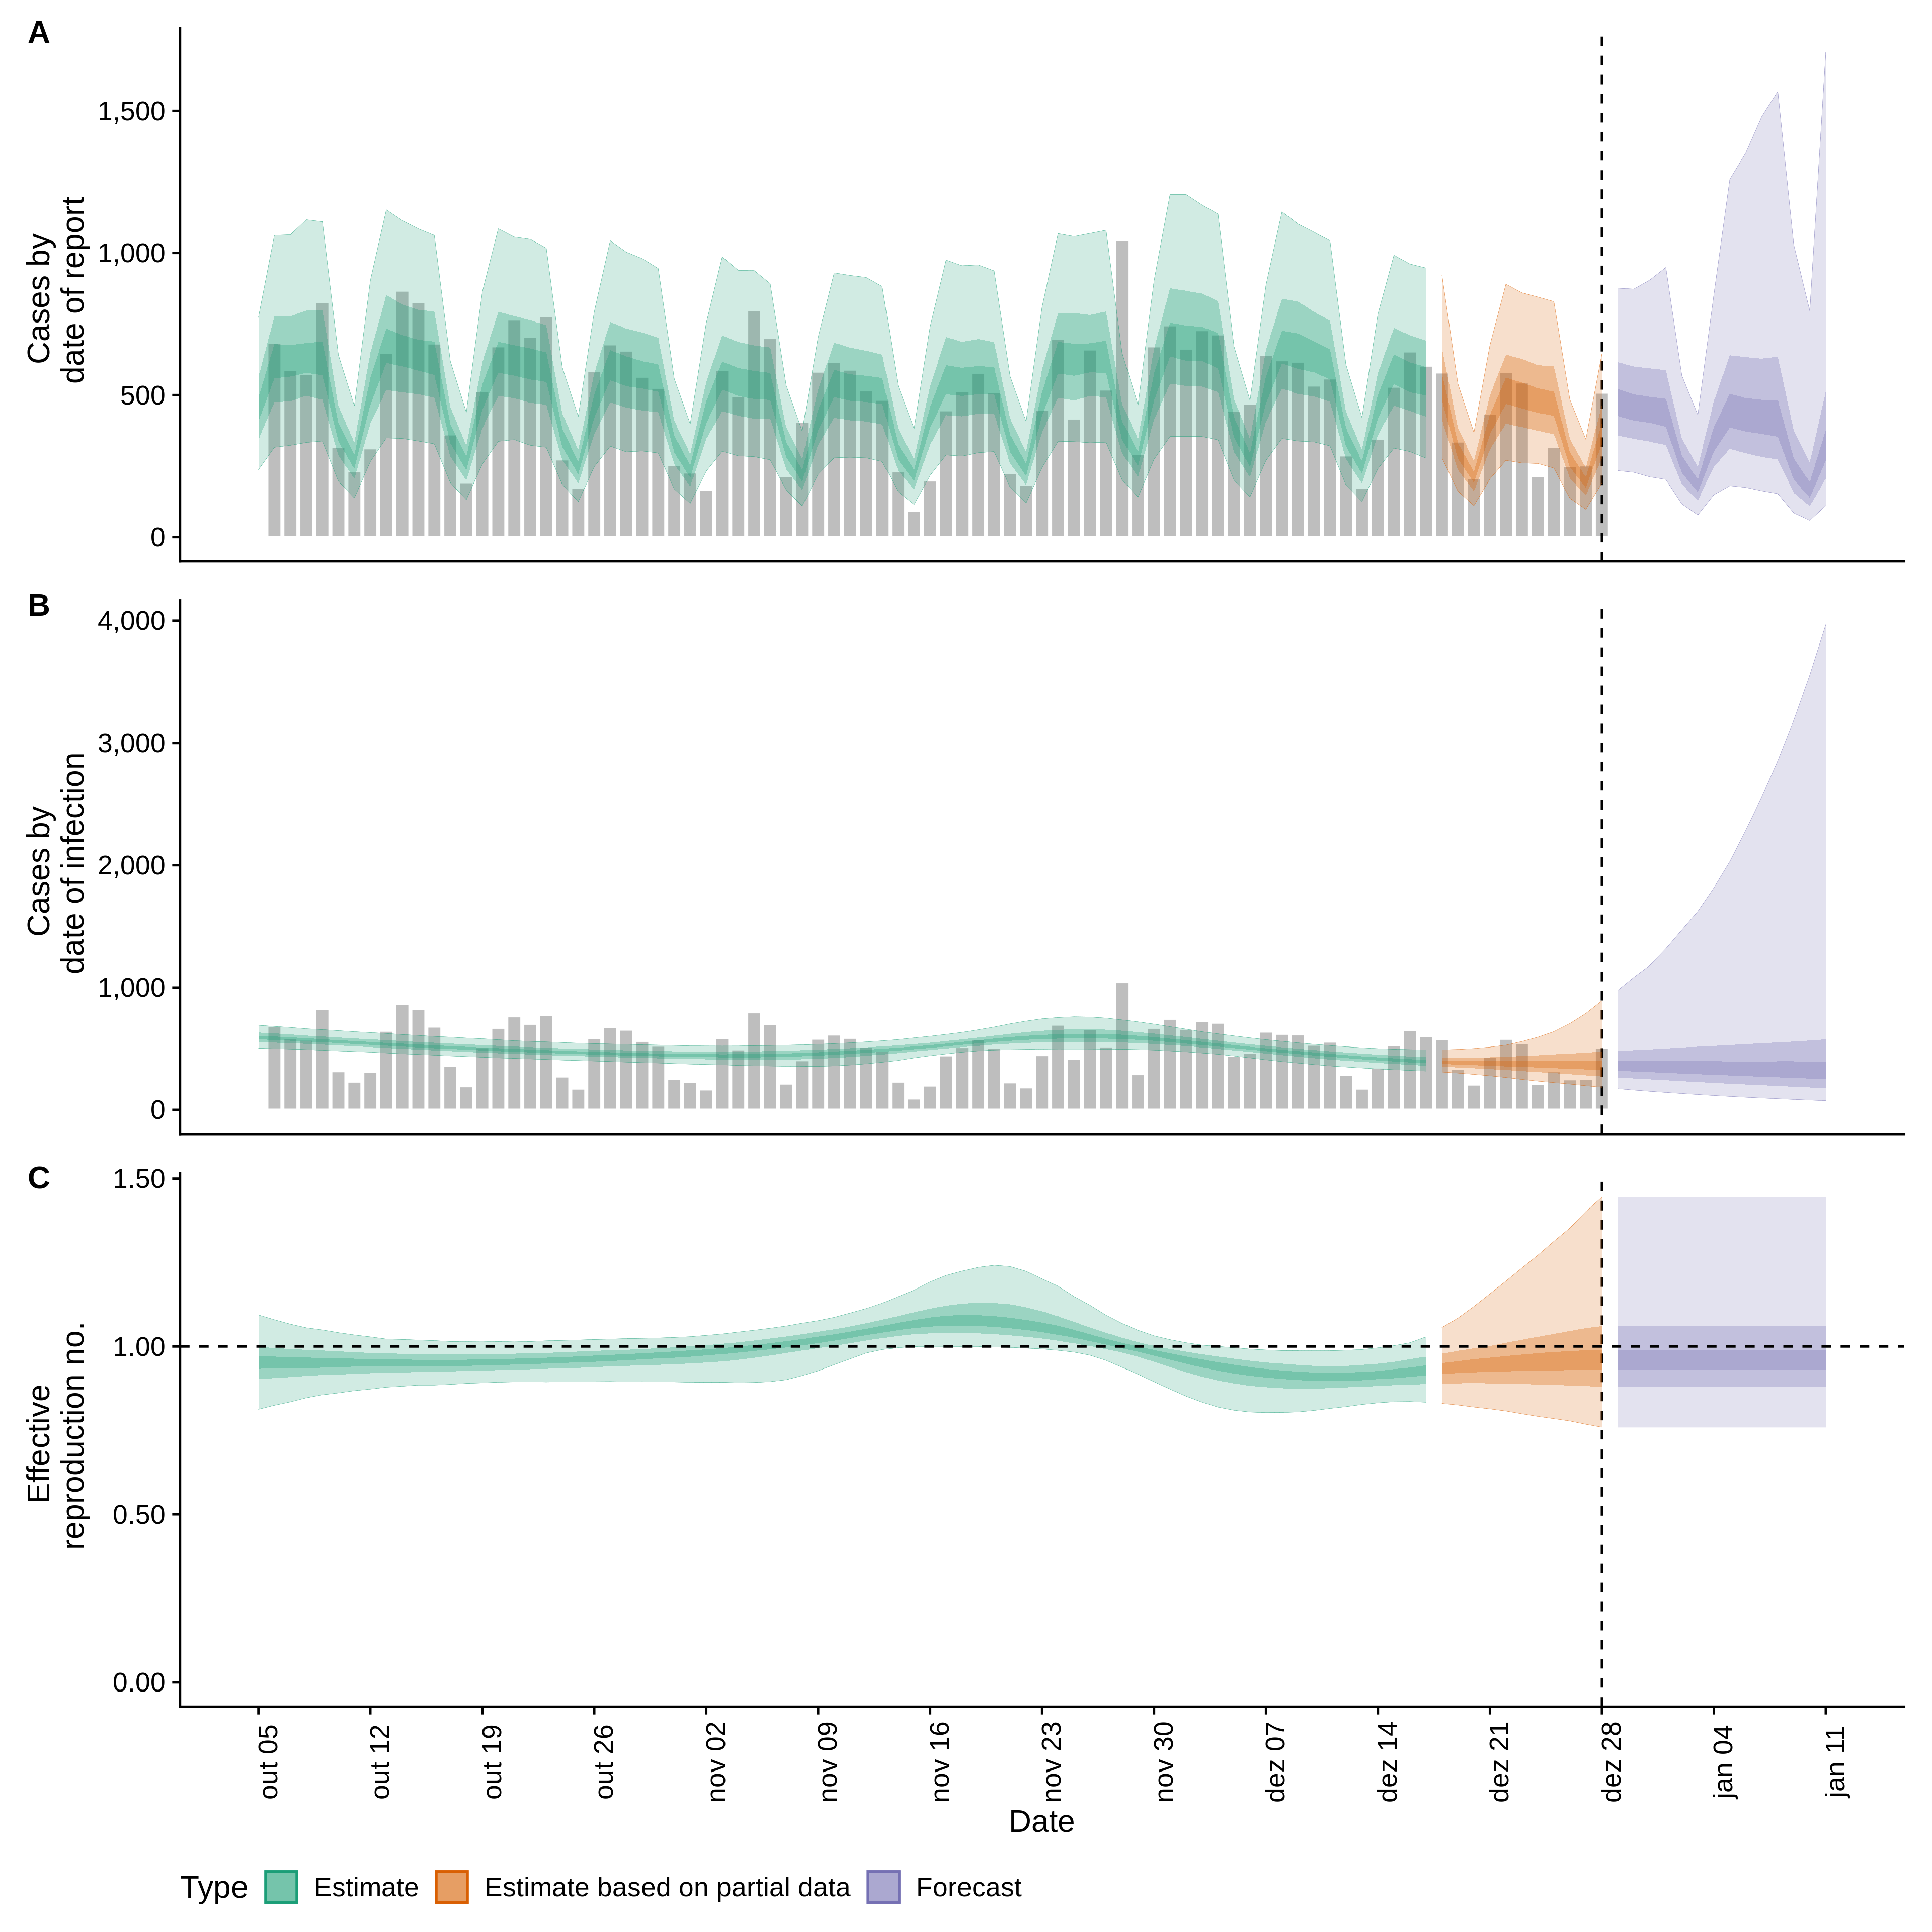 A
Cases by
date of report
1,500
1,000
500
0
B
Cases by
date of infection
4,000
3,000
2,000
1,000
0
C
Effective
reproduction no.
1.50
1.00
0.50
0.00
out 05
out 12
out 19
out 26
nov 02
nov 09
nov 16
nov 23
nov 30
dez 07
dez 14
dez 21
dez 28
jan 04
jan 11
Date
Type Estimate Estimate based on partial data Forecast